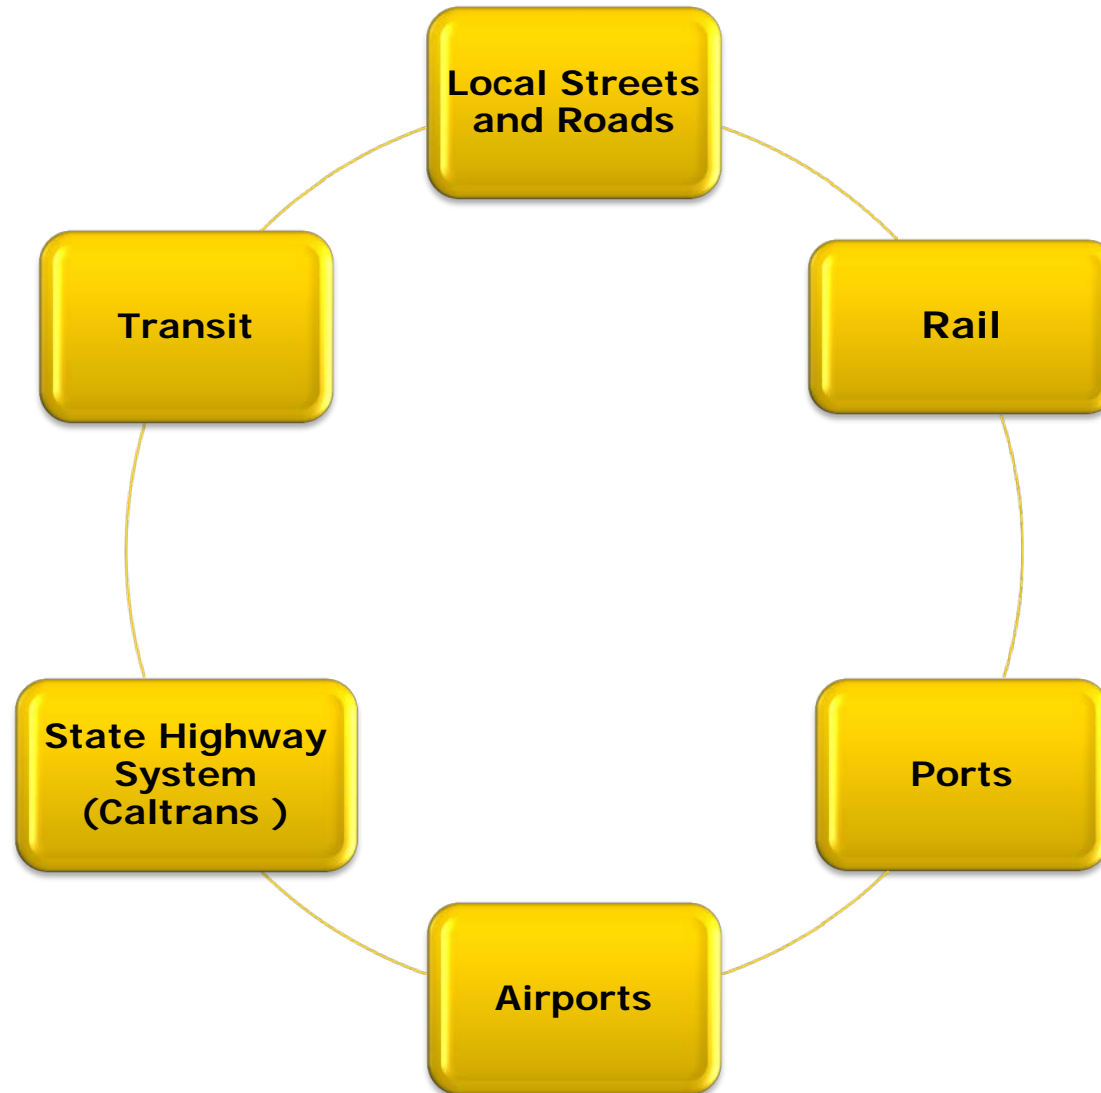 Local Streets
and Roads
Transit
Rail
State Highway
System
(Caltrans )
Ports
Airports